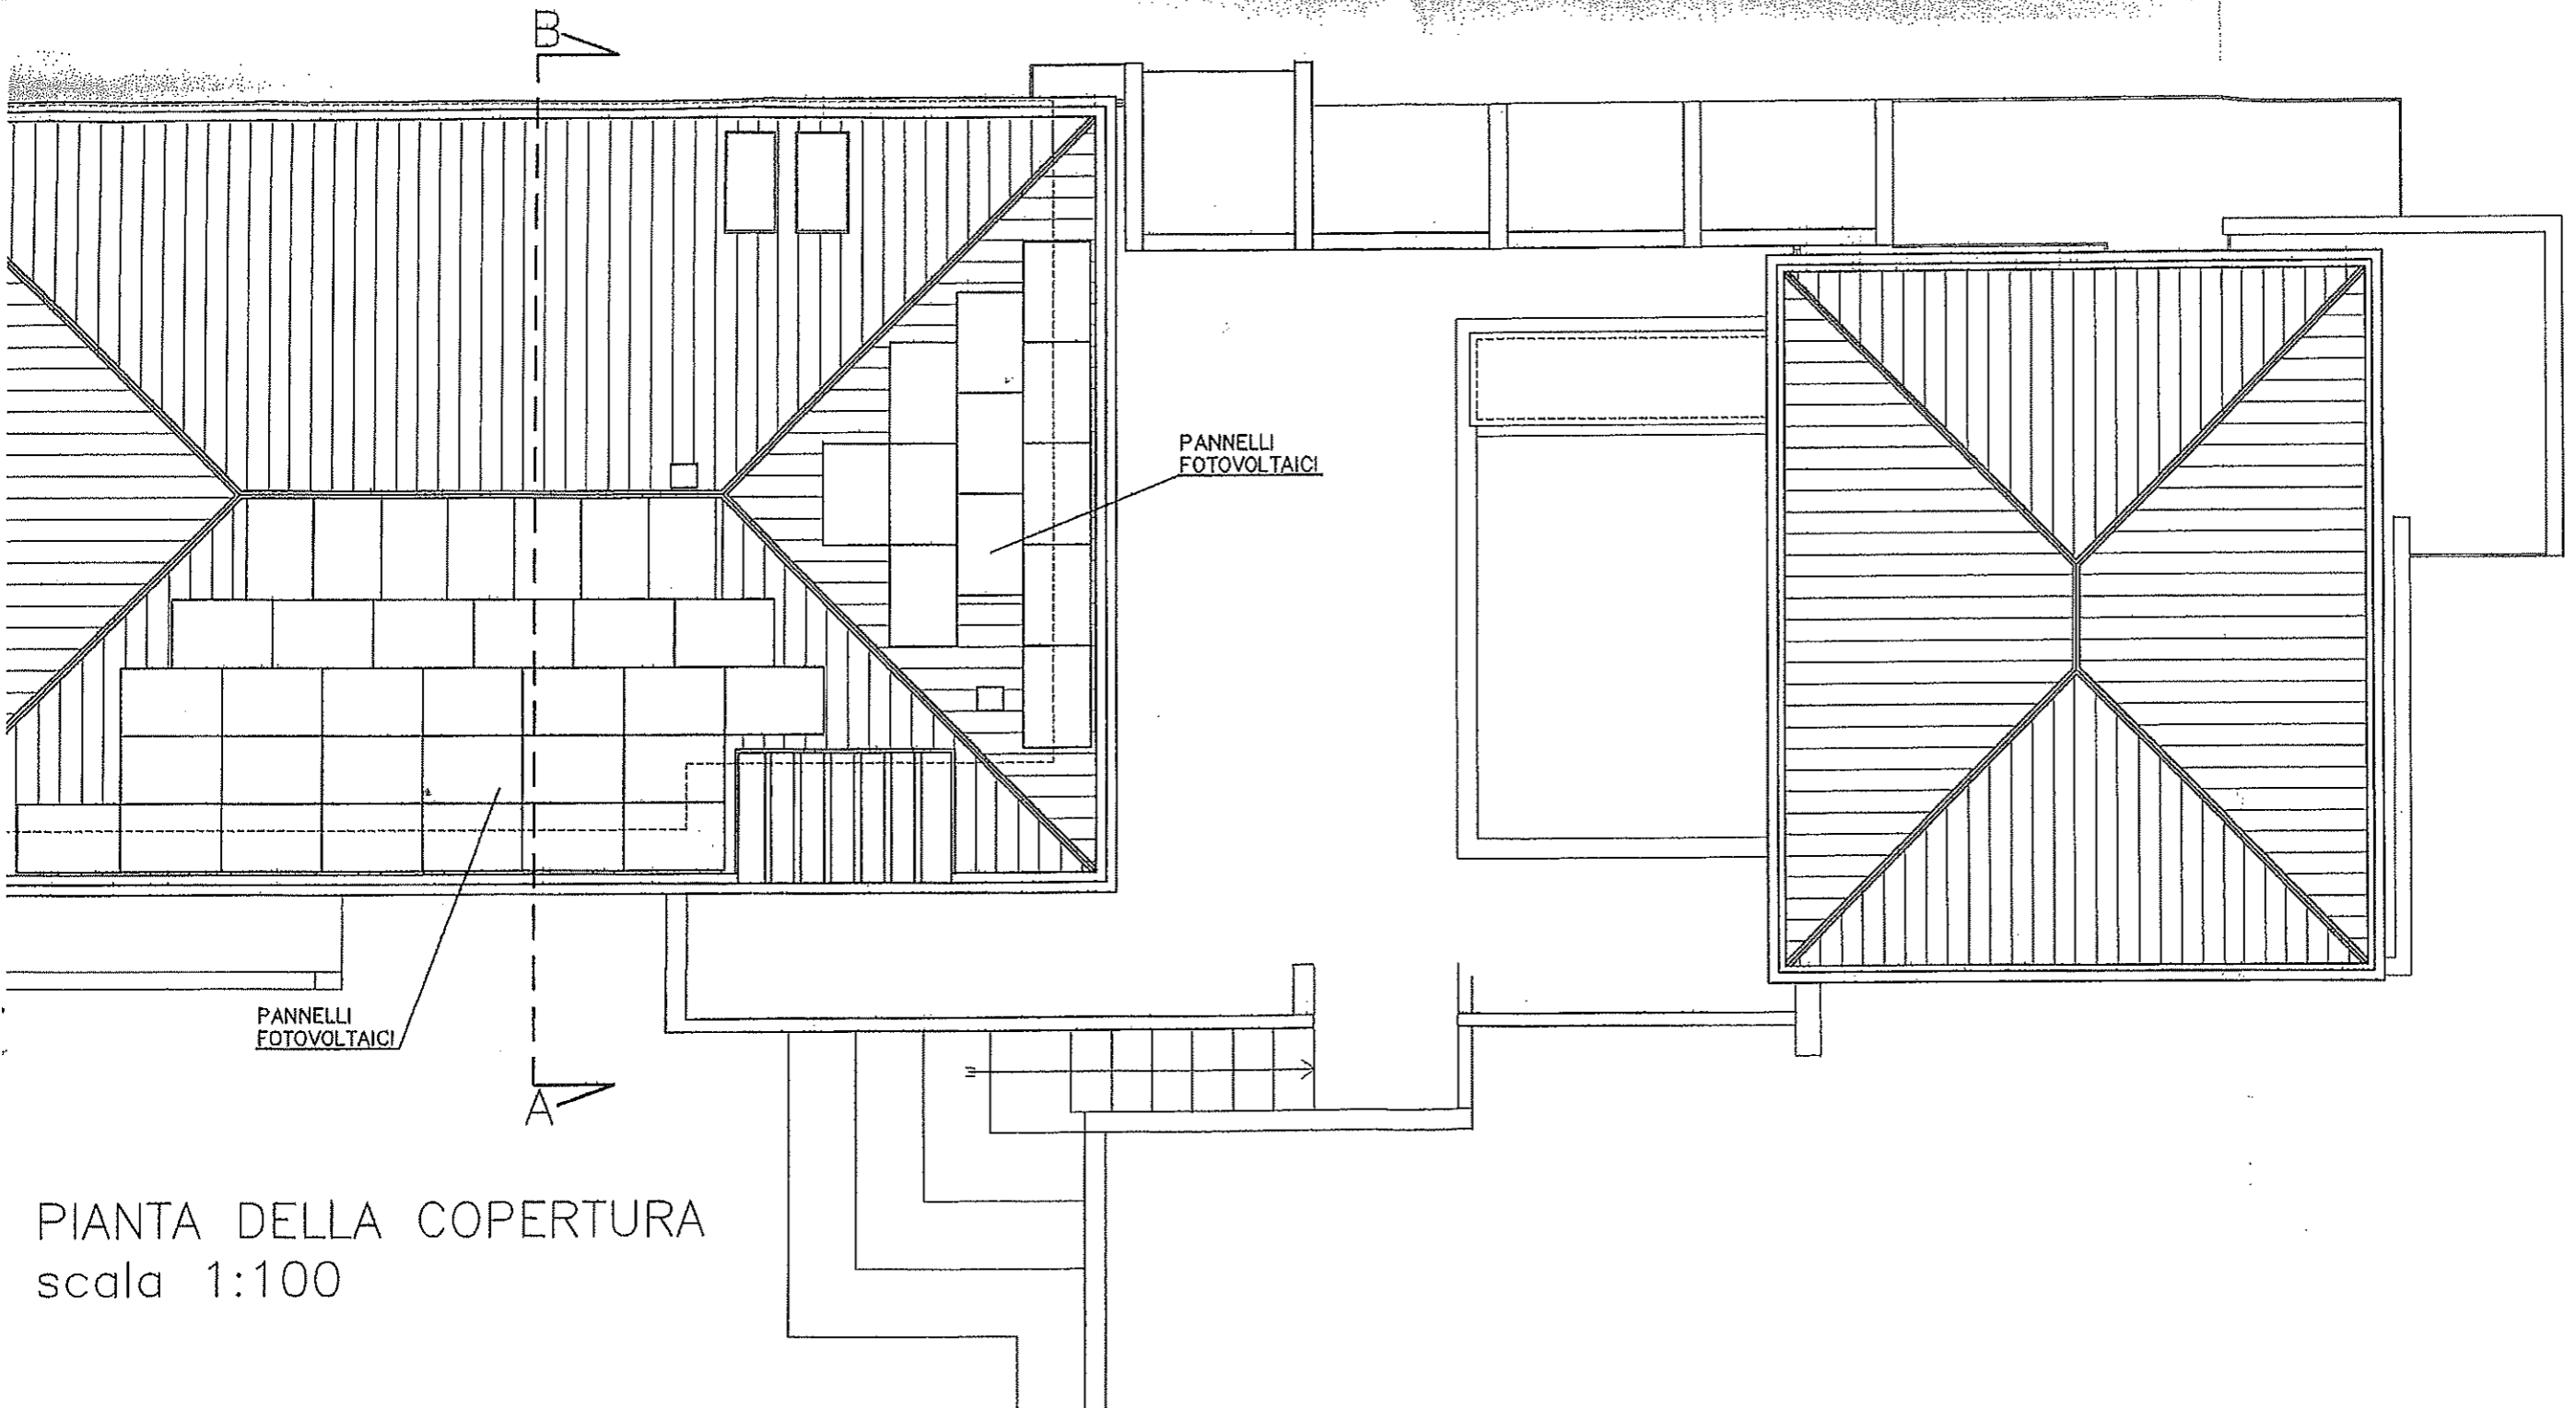 B
PANNELLI
FOTOVOLTAICI
PANNELLI
FOTOVOLTAICI
A
PIANTA DELLA COPERTURA
scala 1:100